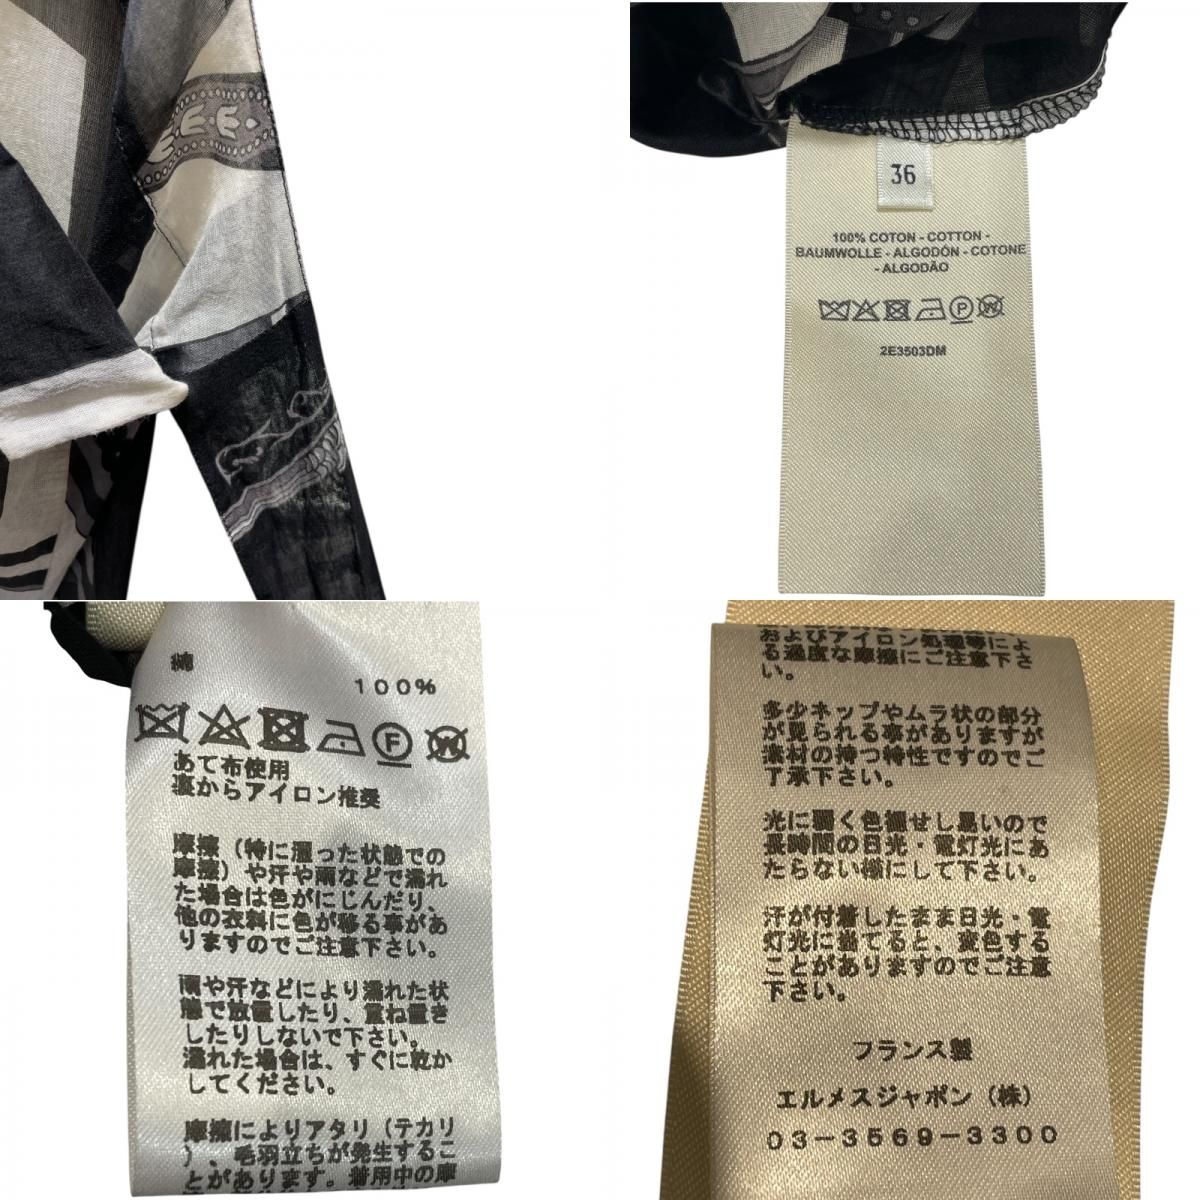 36
100% COTON - COTTON -
BAUMWOLLE - ALGODÓN - COTONE
- ALGODÃO
P
W
2E3503DM
綿
100%
F
W
あて布使用
裏からアイロン推奨
摩擦（特に湿った状態での
摩擦）や汗や雨などで濡れ
た場合は色がにじんだり、
他の衣料に色が移る事があ
りますのでご注意下さい。
雨や汗などにより濡れた状
態で放置したり、重ね置き
したりしないで下さい。
濡れた場合は、すぐに乾か
してください。
摩擦によりアタリ（テカリ
）、毛羽立ちが発生するこ
とがあります。着用中の摩
およびアイロン処理等によ
る過度な摩擦にご注意下さ
い。
多少ネップやムラ状の部分
が見られる事がありますが
素材の持つ特性ですのでご
了承下さい。
光に弱く色褪せし易いので
長時間の日光・電灯光にあ
たらない様にして下さい。
汗が付着したまま日光・電
灯光に当てると、変色する
ことがありますのでご注意
下さい。
フランス製
エルメスジャポン（株）
03-3569-3300